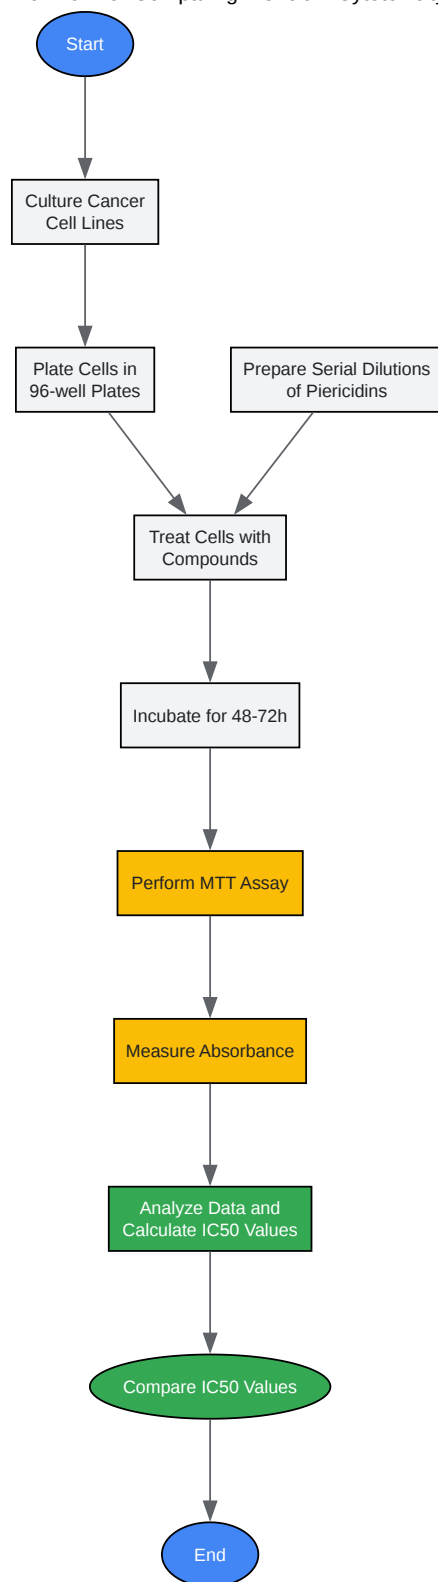 Start
Culture Cancer
Cell Lines
Plate Cells in
96-well Plates
Prepare Serial Dilutions
of Piericidins
Treat Cells with
Compounds
Incubate for 48-72h
Perform MTT Assay
Measure Absorbance
Analyze Data and
Calculate IC50 Values
Compare IC50 Values
End